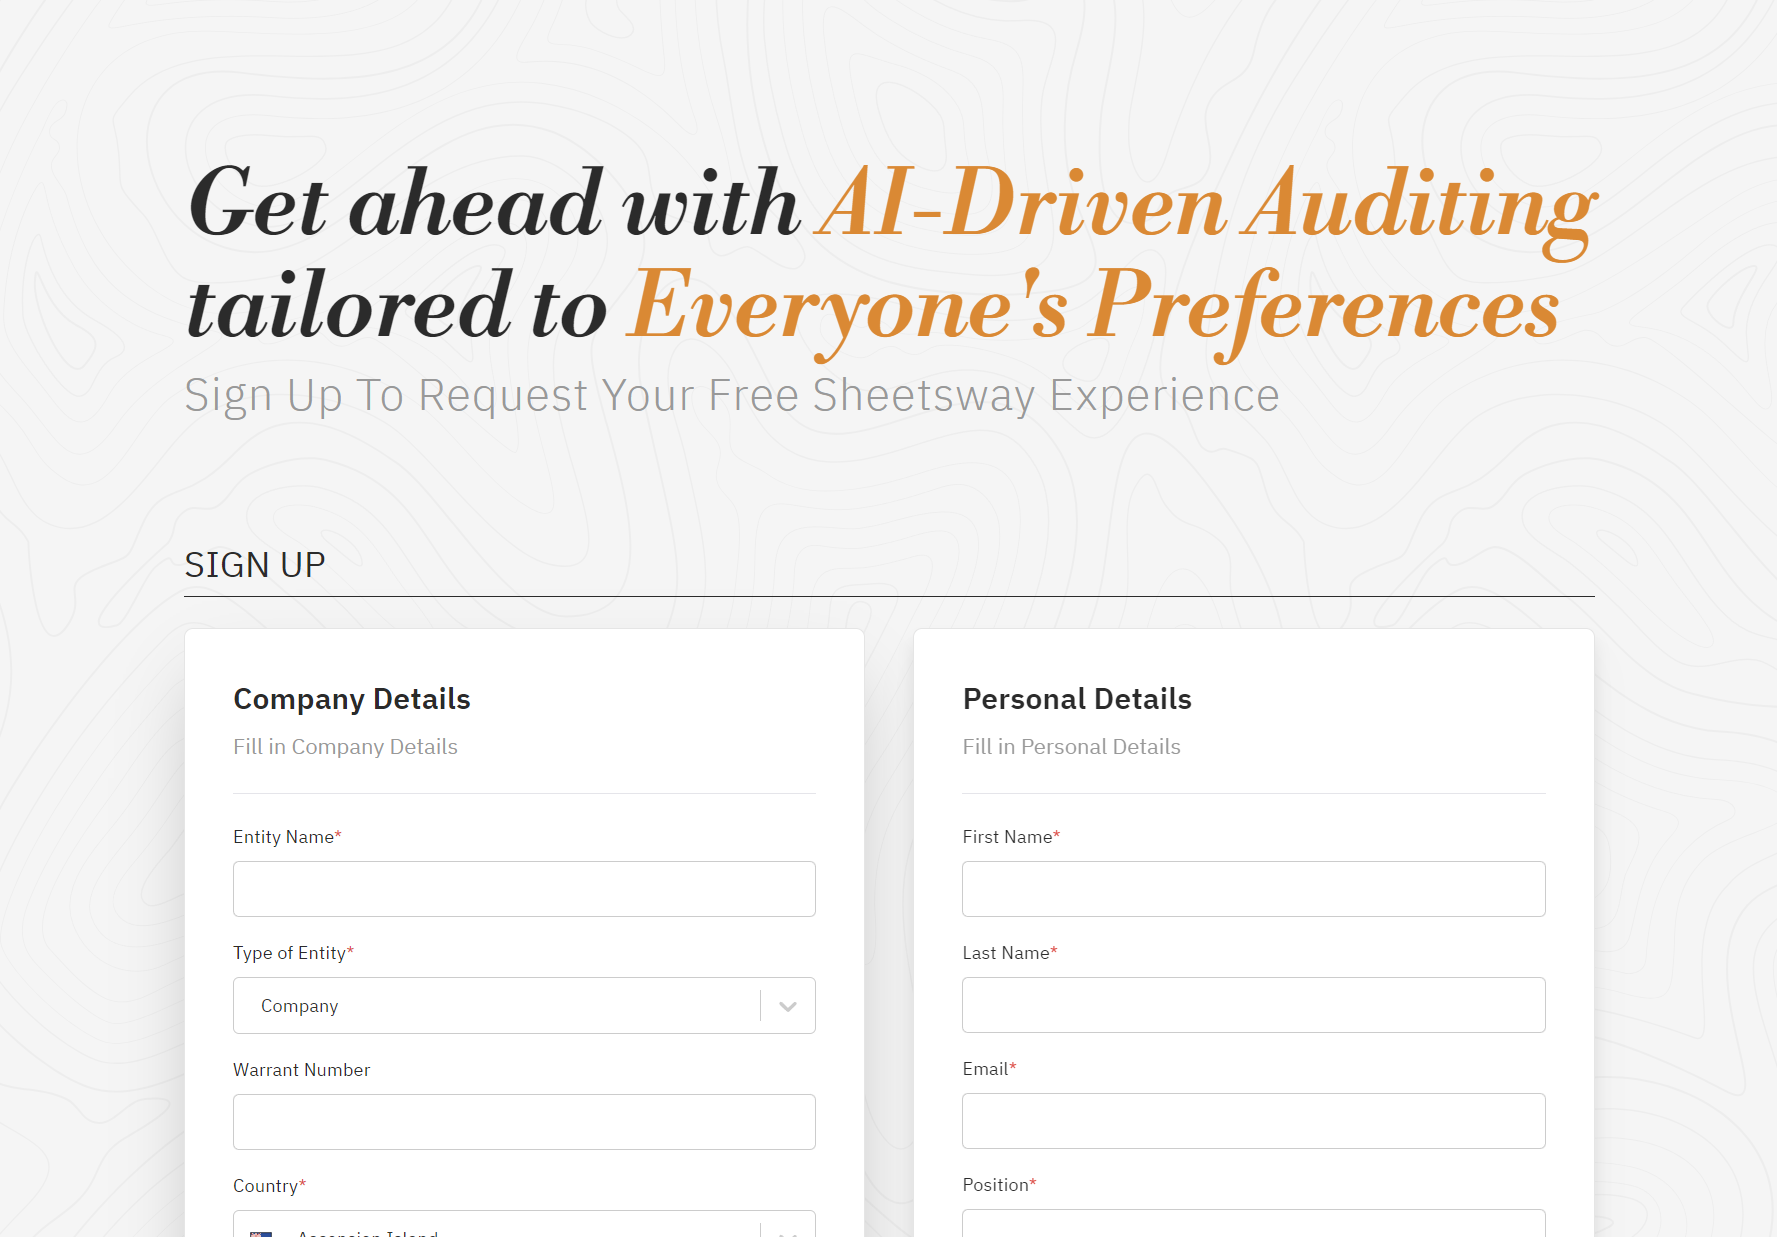 Get ahead with AI-Driven Auditing
tailored to Everyone's Preferences
Sign Up To Request Your Free Sheetsway Experience
SIGN UP
Company Details
Fill in Company Details
Entity Name*
Type of Entity*
Company
Warrant Number
Country*
Ascension Island
Personal Details
Fill in Personal Details
First Name*
Last Name*
Email*
Position*